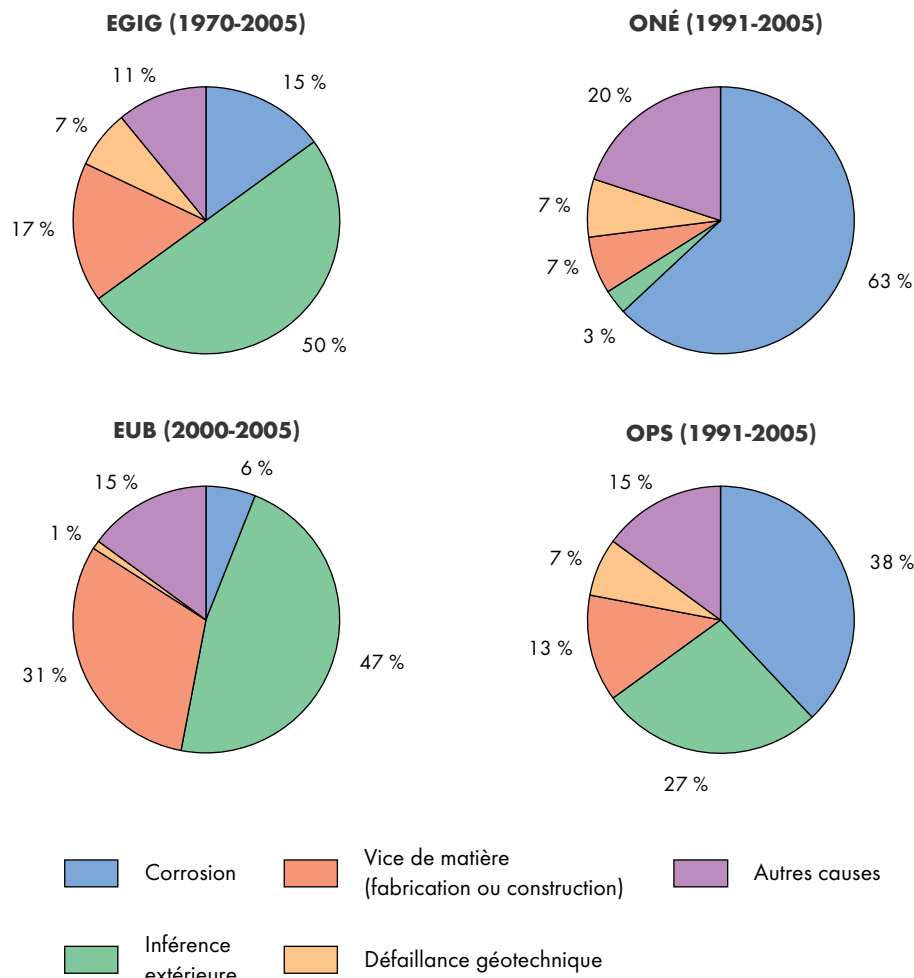 EGIG (1970-2005)
11 %
15 %
7 %
17 %
50 %
ONÉ (1991-2005)
20 %
7 %
7 %
3 %
63 %
EUB (2000-2005)
15 %
6 %
1 %
31 %
47 %
OPS (1991-2005)
15 %
38 %
7 %
13 %
27 %
Corrosion
Vice de matière
(fabrication ou construction)
Autres causes
Inférence
extérieure
Défaillance géotechnique